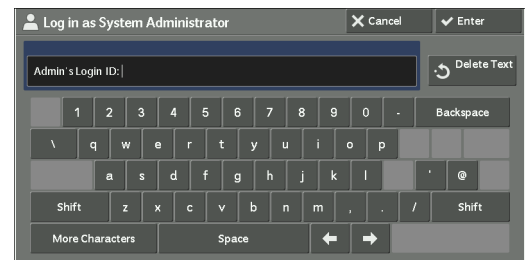 Log in as System Administrator
Cancel
Enter
Admin's Login ID:
Delete Text
1 2 3 4 5 6 7 8 9 0 - Backspace
\ q w e r t y u i o p
a s d f g h j k l ' @
Shift z x c v b n m , . / Shift
More Characters Space